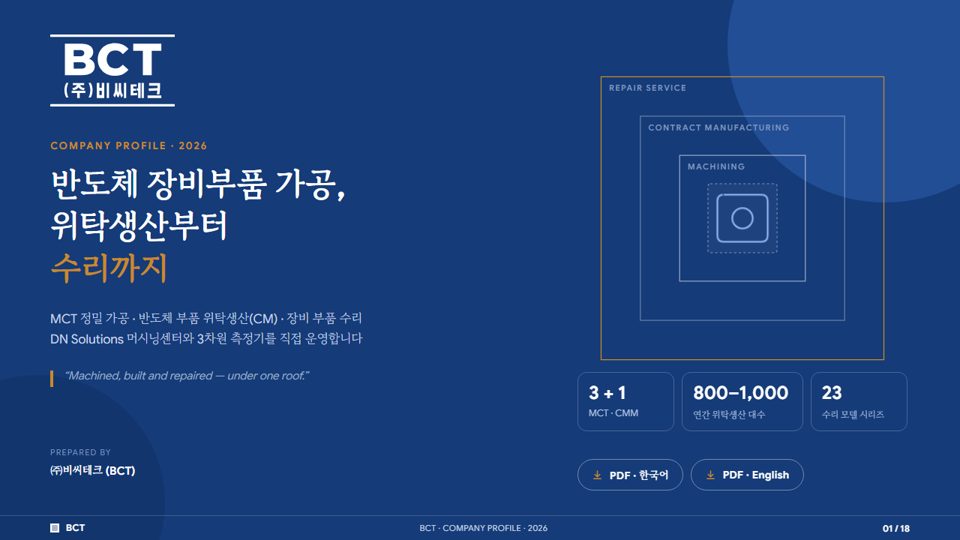 BCT
(주)비씨테크
COMPANY PROFILE · 2026
반도체 장비부품 가공,
위탁생산부터
수리까지
MCT 정밀 가공 · 반도체 부품 위탁생산(CM) · 장비 부품 수리
DN Solutions 머시닝센터와 3차원 측정기를 직접 운영합니다
“Machined, built and repaired — under one roof.”
PREPARED BY
㈜비씨테크 (BCT)
REPAIR SERVICE
CONTRACT MANUFACTURING
MACHINING
3 + 1
MCT · CMM
800–1,000
연간 위탁생산 대수
23
수리 모델 시리즈
PDF · 한국어
PDF · English
BCT
BCT · COMPANY PROFILE · 2026
01 / 18